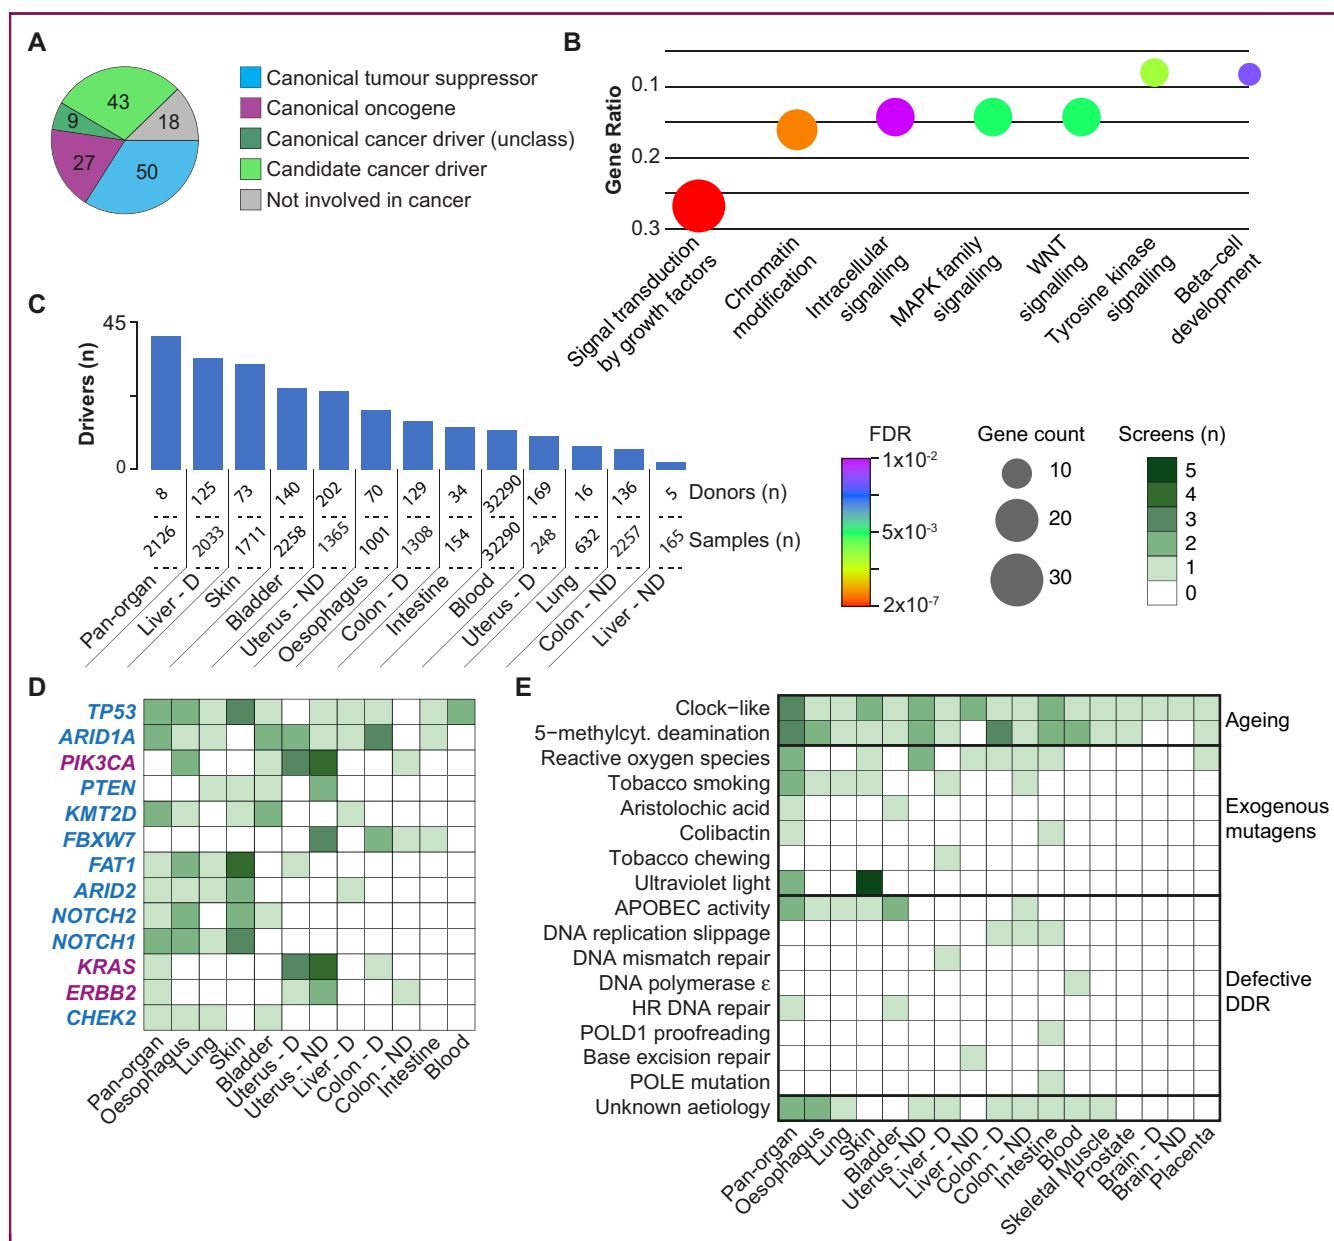 A
43
9
18
27
50
Canonical tumour suppressor
Canonical oncogene
Canonical cancer driver (unclass)
Candidate cancer driver
Not involved in cancer
B
Gene Ratio
0.1
0.2
0.3
Signal transduction
by growth factors
Chromatin
modification
Intracellular
signalling
MAPK family
signalling
WNT
signalling
Tyrosine kinase
signalling
Beta–cell
development
C
Drivers (n)
45
0
8 125 73 140 202 70 129 34 32290 169 16 136 5 Donors (n)
2126 2033 1711 2258 1365 1001 1308 154 32290 248 632 2257 165 Samples (n)
Pan-organ
Liver - D
Skin
Bladder
Uterus - ND
Oesophagus
Colon - D
Intestine
Blood
Uterus - D
Lung
Colon - ND
Liver - ND
FDR
1x10-2
5x10-3
2x10-7
Gene count
10
20
30
Screens (n)
5
4
3
2
1
0
D
TP53
ARID1A
PIK3CA
PTEN
KMT2D
FBXW7
FAT1
ARID2
NOTCH2
NOTCH1
KRAS
ERBB2
CHEK2
Pan-organ
Oesophagus
Lung
Skin
Bladder
Uterus - D
Uterus - ND
Liver - D
Colon - D
Colon - ND
Intestine
Blood
E
Clock–like
5–methylcyt. deamination
Reactive oxygen species
Tobacco smoking
Aristolochic acid
Colibactin
Tobacco chewing
Ultraviolet light
APOBEC activity
DNA replication slippage
DNA mismatch repair
DNA polymerase ε
HR DNA repair
POLD1 proofreading
Base excision repair
POLE mutation
Unknown aetiology
Ageing
Exogenous
mutagens
Defective
DDR
Pan-organ
Oesophagus
Lung
Skin
Bladder
Uterus - ND
Liver - D
Liver - ND
Colon - D
Colon - ND
Intestine
Blood
Skeletal Muscle
Prostate
Brain - D
Brain - ND
Placenta